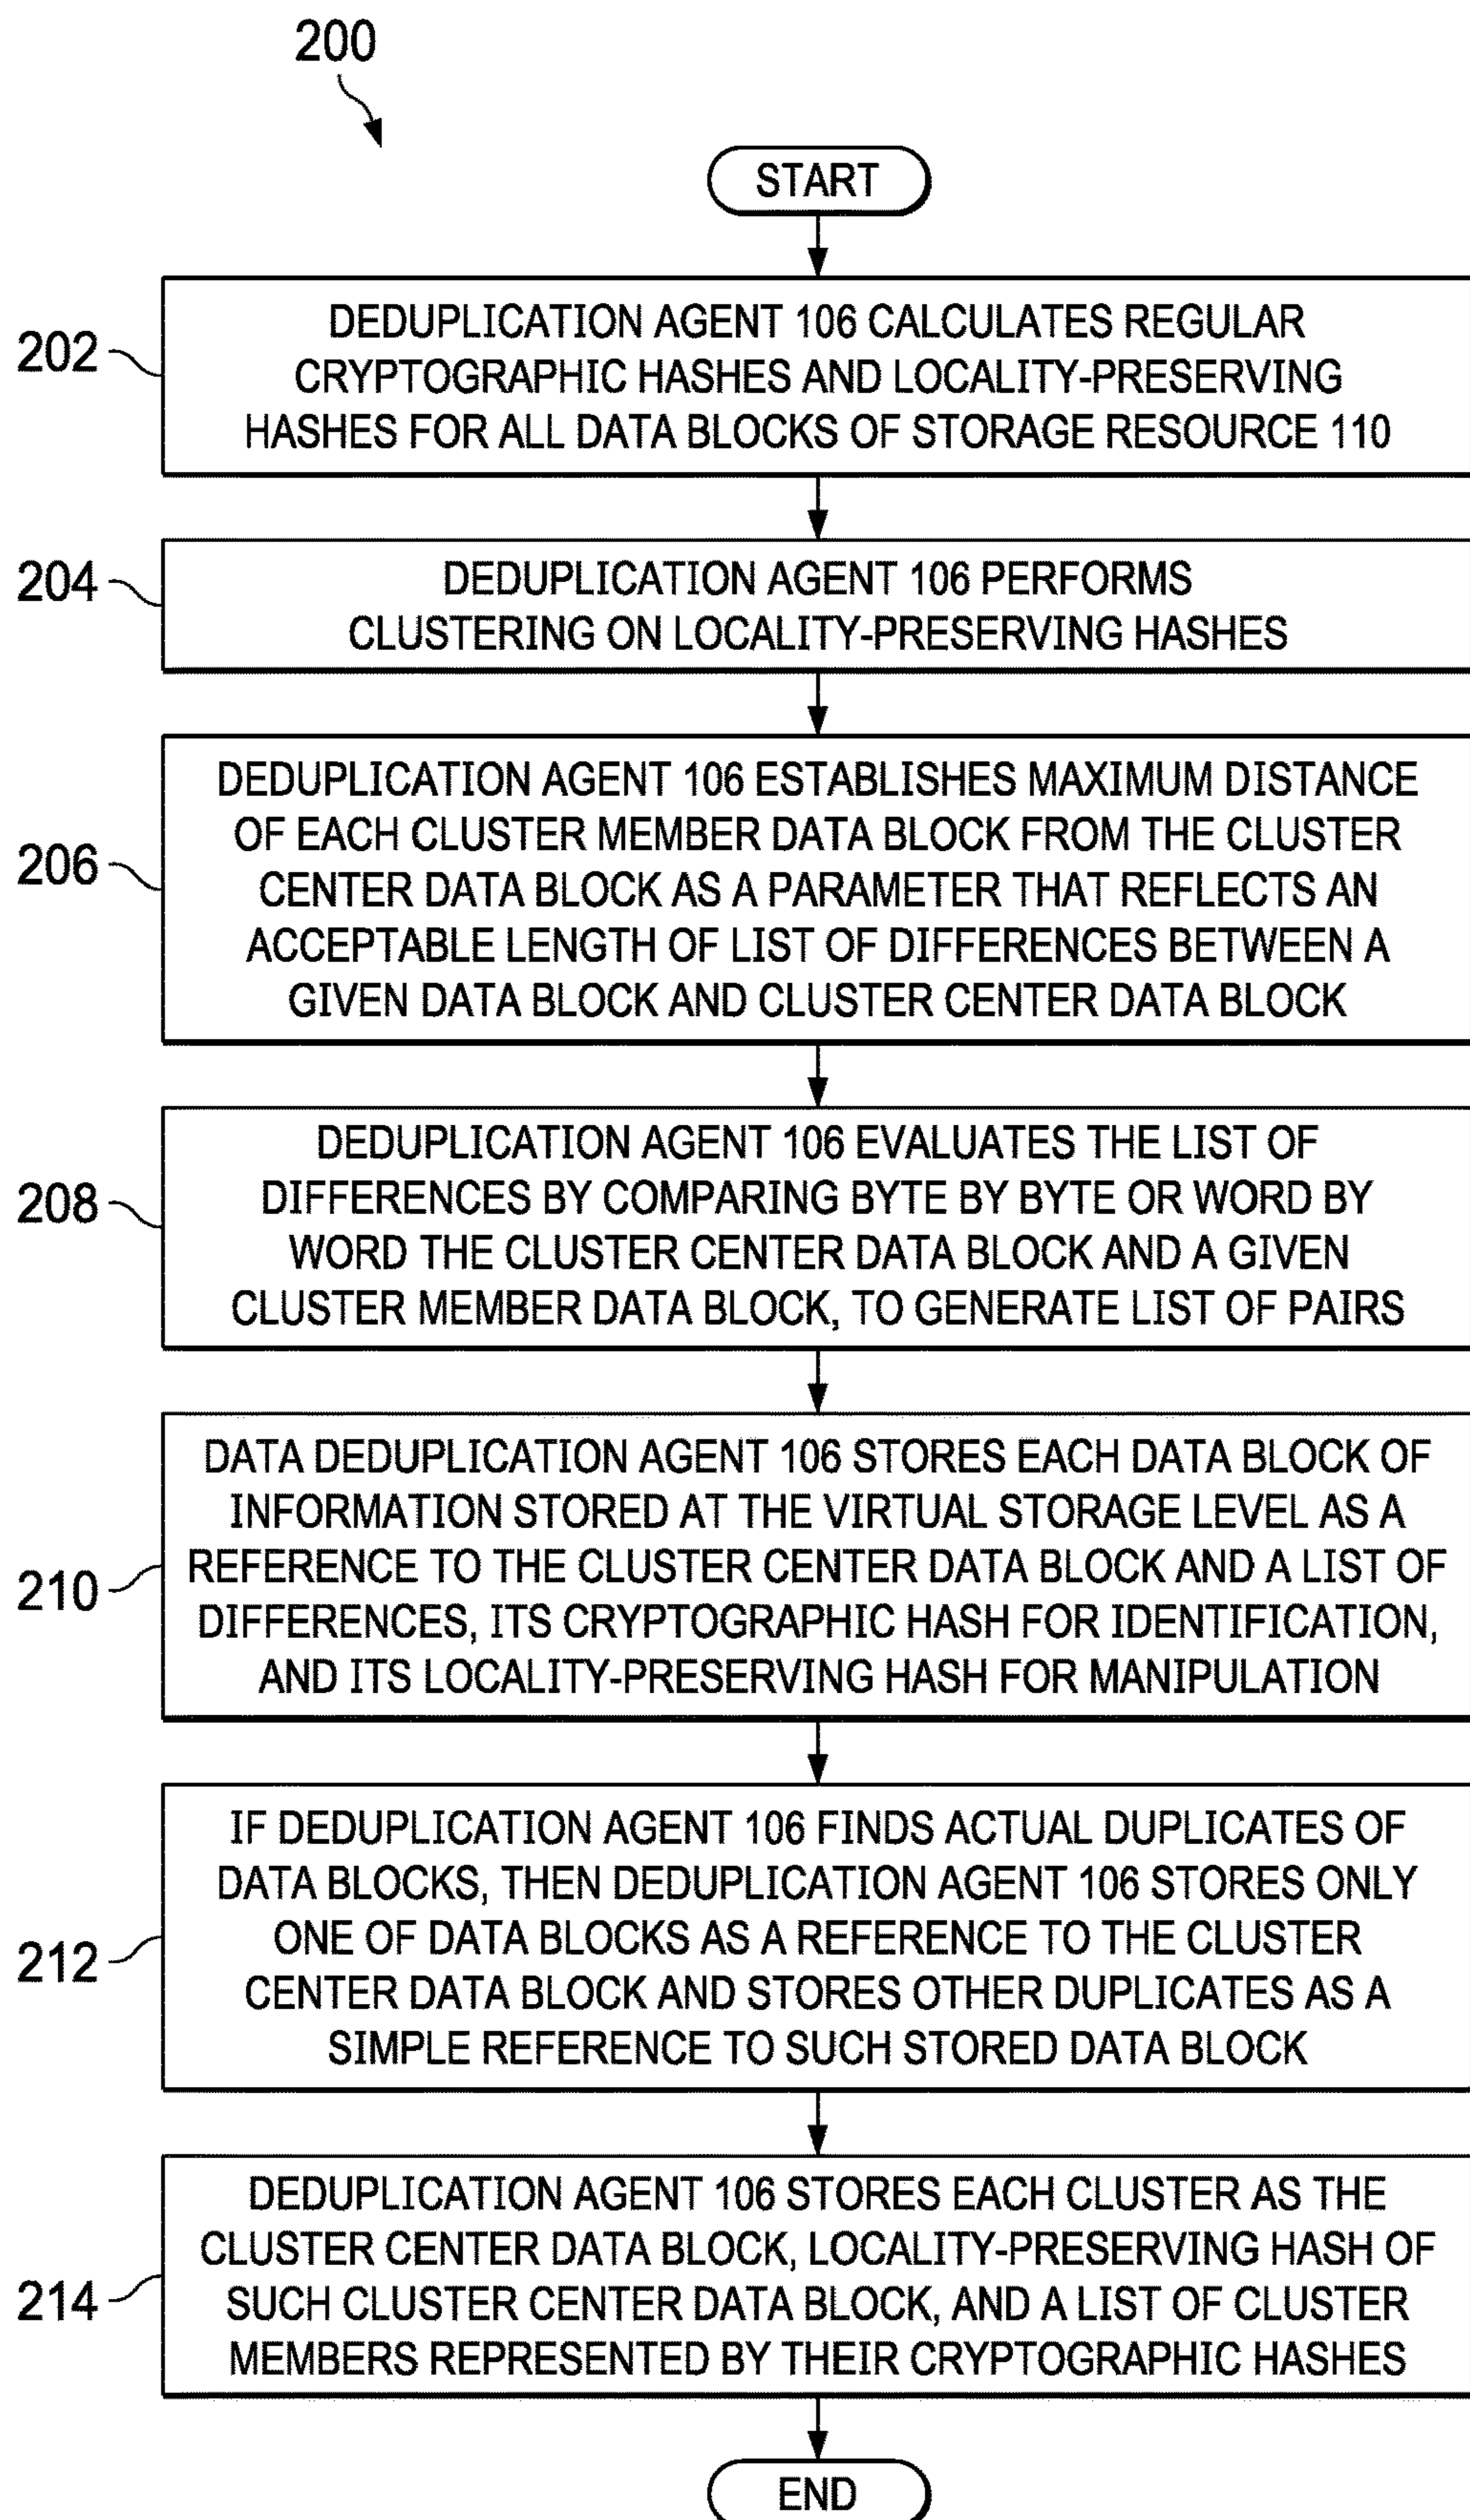 200
START
202
DEDUPLICATION AGENT 106 CALCULATES REGULAR
CRYPTOGRAPHIC HASHES AND LOCALITY-PRESERVING
HASHES FOR ALL DATA BLOCKS OF STORAGE RESOURCE 110
204
DEDUPLICATION AGENT 106 PERFORMS
CLUSTERING ON LOCALITY-PRESERVING HASHES
206
DEDUPLICATION AGENT 106 ESTABLISHES MAXIMUM DISTANCE
OF EACH CLUSTER MEMBER DATA BLOCK FROM THE CLUSTER
CENTER DATA BLOCK AS A PARAMETER THAT REFLECTS AN
ACCEPTABLE LENGTH OF LIST OF DIFFERENCES BETWEEN A
GIVEN DATA BLOCK AND CLUSTER CENTER DATA BLOCK
208
DEDUPLICATION AGENT 106 EVALUATES THE LIST OF
DIFFERENCES BY COMPARING BYTE BY BYTE OR WORD BY
WORD THE CLUSTER CENTER DATA BLOCK AND A GIVEN
CLUSTER MEMBER DATA BLOCK, TO GENERATE LIST OF PAIRS
210
DATA DEDUPLICATION AGENT 106 STORES EACH DATA BLOCK OF
INFORMATION STORED AT THE VIRTUAL STORAGE LEVEL AS A
REFERENCE TO THE CLUSTER CENTER DATA BLOCK AND A LIST OF
DIFFERENCES, ITS CRYPTOGRAPHIC HASH FOR IDENTIFICATION,
AND ITS LOCALITY-PRESERVING HASH FOR MANIPULATION
212
IF DEDUPLICATION AGENT 106 FINDS ACTUAL DUPLICATES OF
DATA BLOCKS, THEN DEDUPLICATION AGENT 106 STORES ONLY
ONE OF DATA BLOCKS AS A REFERENCE TO THE CLUSTER
CENTER DATA BLOCK AND STORES OTHER DUPLICATES AS A
SIMPLE REFERENCE TO SUCH STORED DATA BLOCK
214
DEDUPLICATION AGENT 106 STORES EACH CLUSTER AS THE
CLUSTER CENTER DATA BLOCK, LOCALITY-PRESERVING HASH OF
SUCH CLUSTER CENTER DATA BLOCK, AND A LIST OF CLUSTER
MEMBERS REPRESENTED BY THEIR CRYPTOGRAPHIC HASHES
END